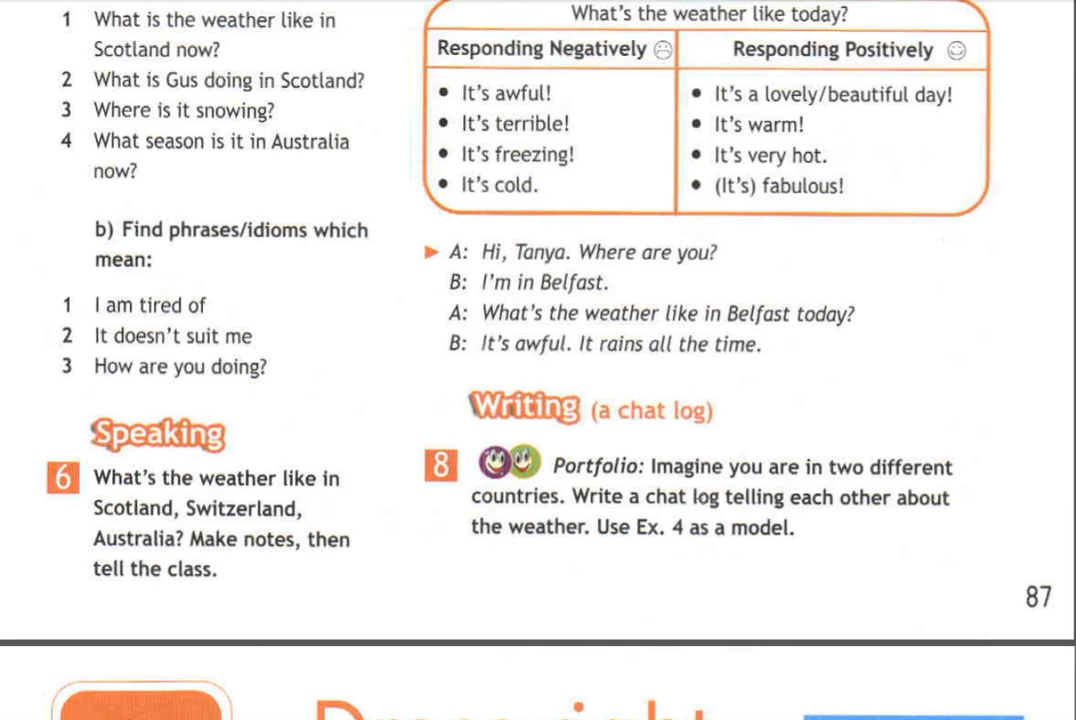 1 What is the weather like in
Scotland now?
2 What is Gus doing in Scotland?
3 Where is it snowing?
4 What season is it in Australia
now?
b) Find phrases/idioms which
mean:
1 I am tired of
2 It doesn't suit me
3 How are you doing?
Speaking
6 What's the weather like in
Scotland, Switzerland,
Australia? Make notes, then
tell the class.
What's the weather like today?
Responding Negatively
• It's awful!
• It's terrible!
• It's freezing!
• It's cold.
Responding Positively
• It's a lovely/beautiful day!
• It's warm!
• It's very hot.
• (It's) fabulous!
A: Hi, Tanya. Where are you?
B: I'm in Belfast.
A: What's the weather like in Belfast today?
B: It's awful. It rains all the time.
Writing (a chat log)
8 Portfolio: Imagine you are in two different
countries. Write a chat log telling each other about
the weather. Use Ex. 4 as a model.
87